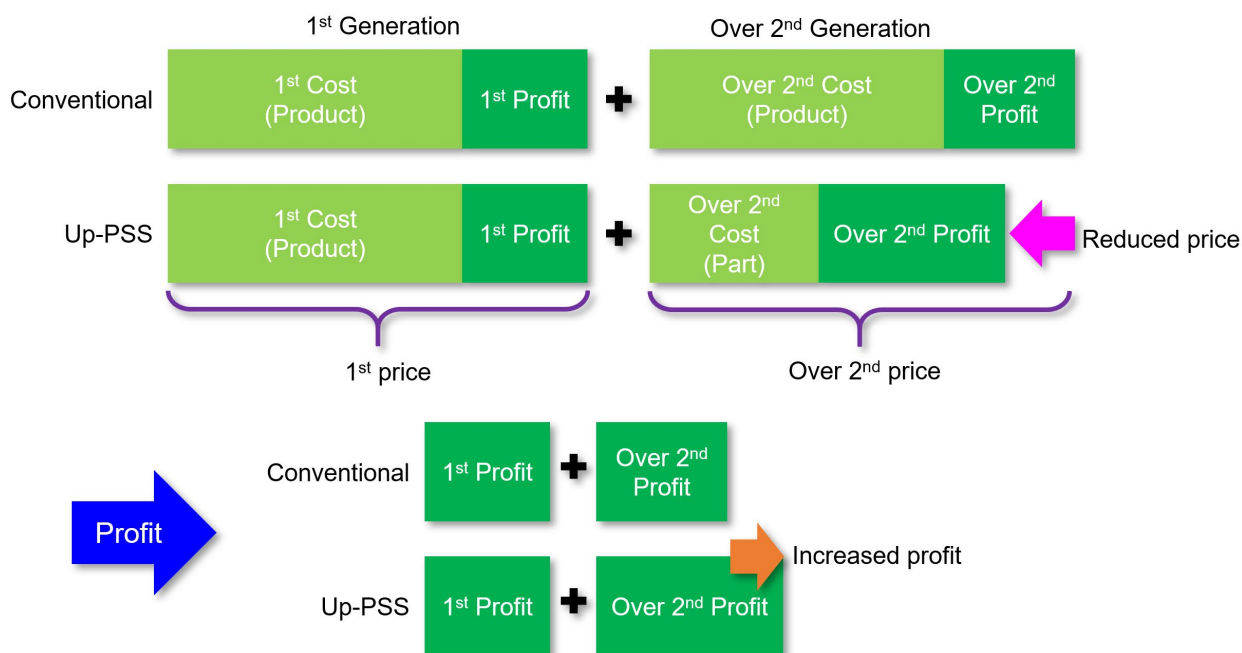 1st Generation
Over 2nd Generation
Conventional
1st Cost
(Product)
1st Profit
Over 2nd Cost
(Product)
Over 2nd
Profit
Up-PSS
1st Cost
(Product)
1st Profit
Over 2nd
Cost
(Part)
Over 2nd Profit
Reduced price
1st price
Over 2nd price
Profit
Conventional
1st Profit
Over 2nd
Profit
Increased profit
Up-PSS
1st Profit
Over 2nd Profit